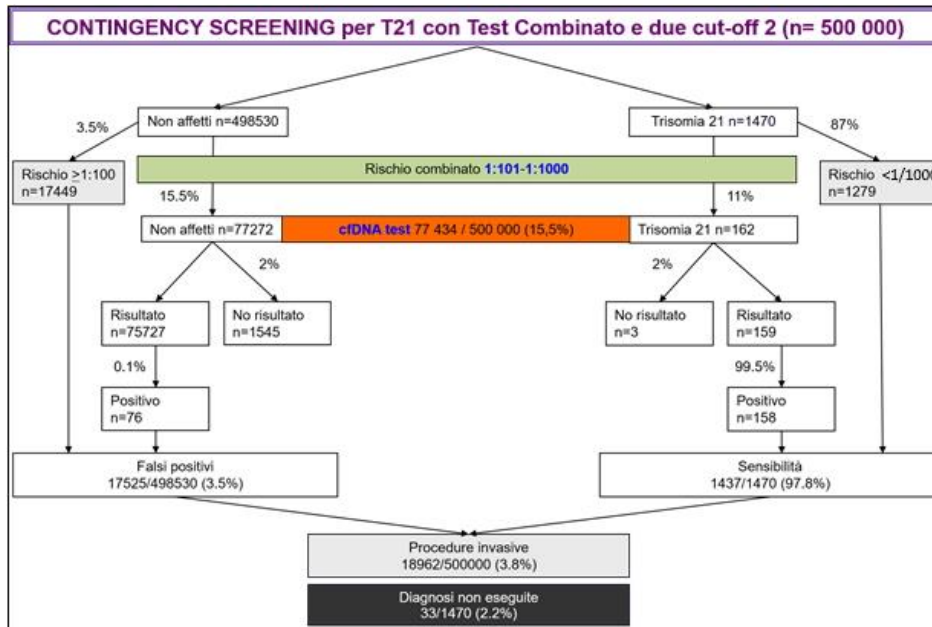 CONTINGENCY SCREENING per T21 con Test Combinato e due cut-off 2 (n= 500 000)
3.5%
Non affetti n=498530
Trisomia 21 n=1470
87%
Rischio ≥1:100
n=17449
Rischio combinato 1:101-1:1000
Rischio <1/1000
n=1279
15.5%
11%
Non affetti n=77272
cfDNA test 77 434 / 500 000 (15,5%)
Trisomia 21 n=162
2%
2%
Risultato
n=75727
No risultato
n=1545
No risultato
n=3
Risultato
n=159
0.1%
99.5%
Positivo
n=76
Positivo
n=158
Falsi positivi
17525/498530 (3.5%)
Sensibilità
1437/1470 (97.8%)
Procedure invasive
18962/500000 (3.8%)
Diagnosi non eseguite
33/1470 (2.2%)